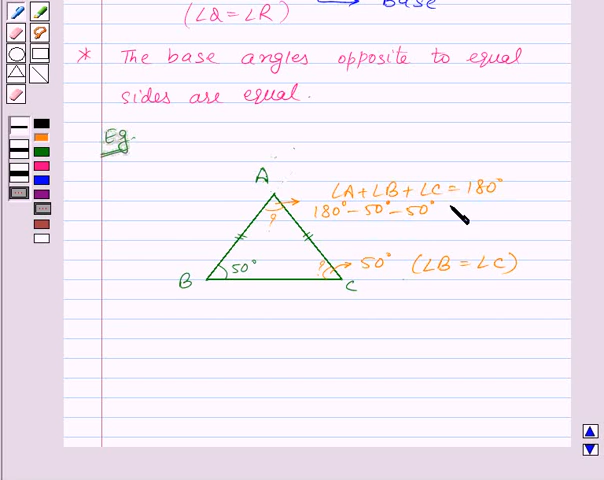 Base
(∠Q = ∠R)
* The base angles opposite to equal
sides are equal.
Eg.
A
∠A + ∠B + ∠C = 180°
180° - 50° - 50°
?
B 50° ? C
50° (∠B = ∠C)